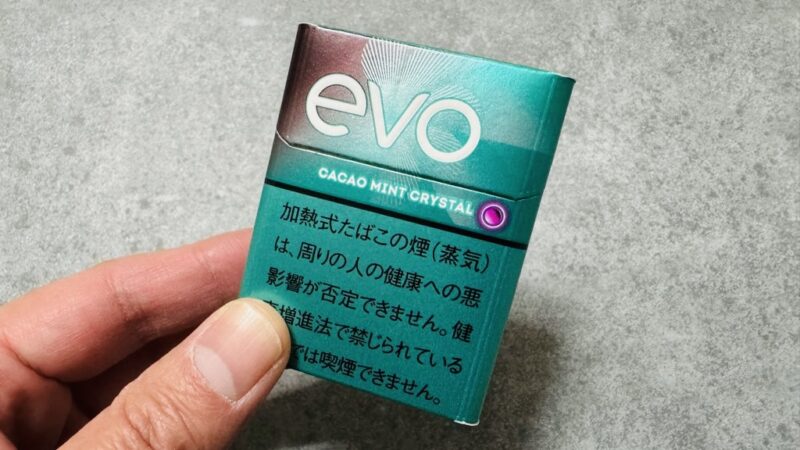 evo
CACAO MINT CRYSTAL
加熱式たばこの煙(蒸気)
は、周りの人の健康への悪
影響が否定できません。健
増進法で禁じられている
では喫煙できません。